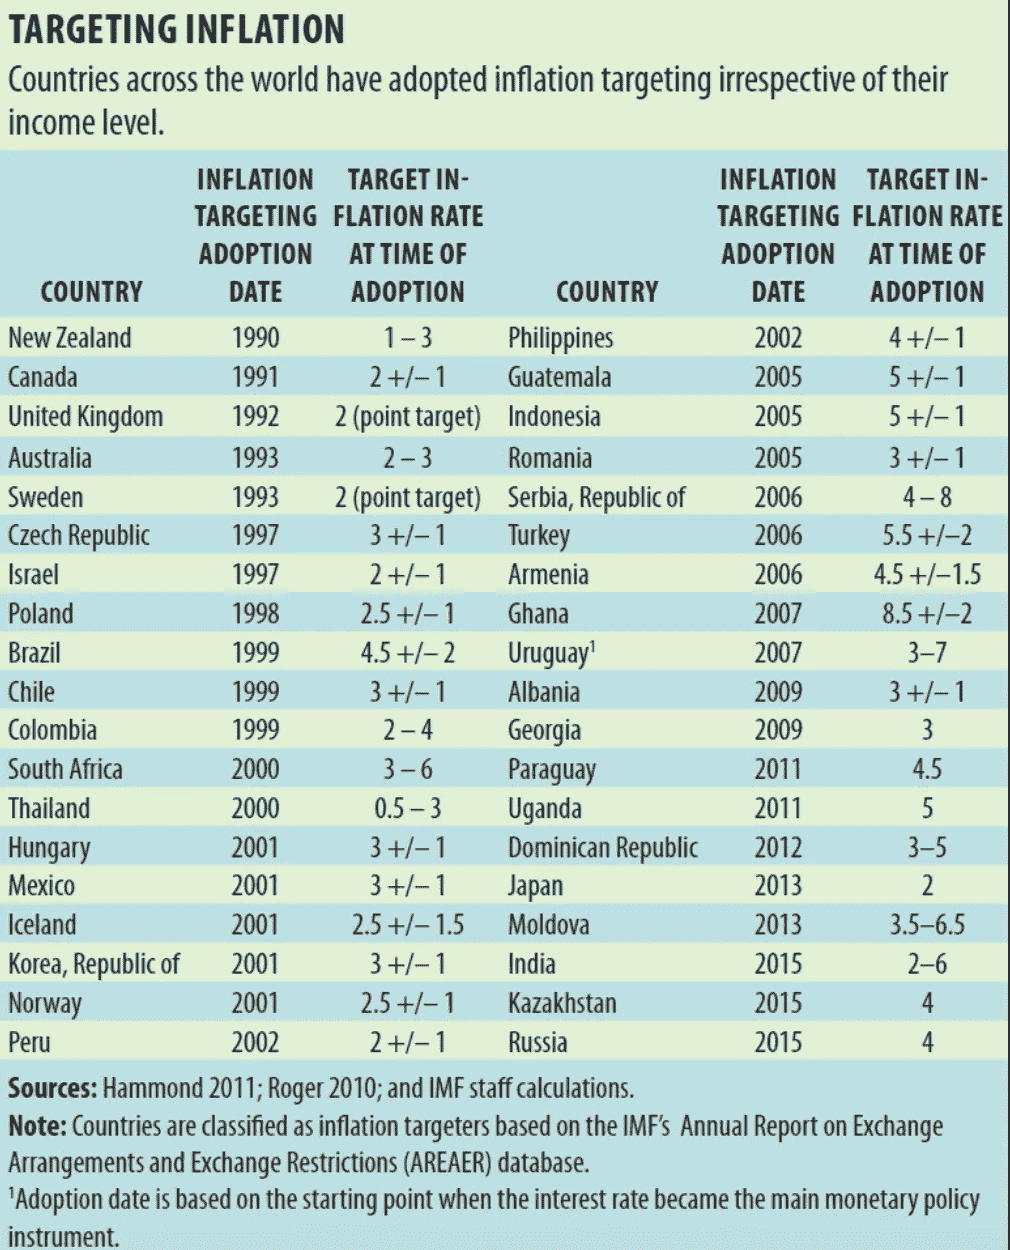 TARGETING INFLATION
Countries across the world have adopted inflation targeting irrespective of their
income level.
INFLATION TARGET IN- INFLATION TARGET IN-
TARGETING FLATION RATE TARGETING FLATION RATE
ADOPTION AT TIME OF ADOPTION AT TIME OF
COUNTRY DATE ADOPTION COUNTRY DATE ADOPTION
New Zealand 1990 1 – 3 Philippines 2002 4 +/– 1
Canada 1991 2 +/– 1 Guatemala 2005 5 +/– 1
United Kingdom 1992 2 (point target) Indonesia 2005 5 +/– 1
Australia 1993 2 – 3 Romania 2005 3 +/– 1
Sweden 1993 2 (point target) Serbia, Republic of 2006 4 – 8
Czech Republic 1997 3 +/– 1 Turkey 2006 5.5 +/–2
Israel 1997 2 +/– 1 Armenia 2006 4.5 +/–1.5
Poland 1998 2.5 +/– 1 Ghana 2007 8.5 +/–2
Brazil 1999 4.5 +/– 2 Uruguay¹ 2007 3–7
Chile 1999 3 +/– 1 Albania 2009 3 +/– 1
Colombia 1999 2 – 4 Georgia 2009 3
South Africa 2000 3 – 6 Paraguay 2011 4.5
Thailand 2000 0.5 – 3 Uganda 2011 5
Hungary 2001 3 +/– 1 Dominican Republic 2012 3–5
Mexico 2001 3 +/– 1 Japan 2013 2
Iceland 2001 2.5 +/– 1.5 Moldova 2013 3.5–6.5
Korea, Republic of 2001 3 +/– 1 India 2015 2–6
Norway 2001 2.5 +/– 1 Kazakhstan 2015 4
Peru 2002 2 +/– 1 Russia 2015 4
Sources: Hammond 2011; Roger 2010; and IMF staff calculations.
Note: Countries are classified as inflation targeters based on the IMF's Annual Report on Exchange
Arrangements and Exchange Restrictions (AREAER) database.
¹Adoption date is based on the starting point when the interest rate became the main monetary policy
instrument.